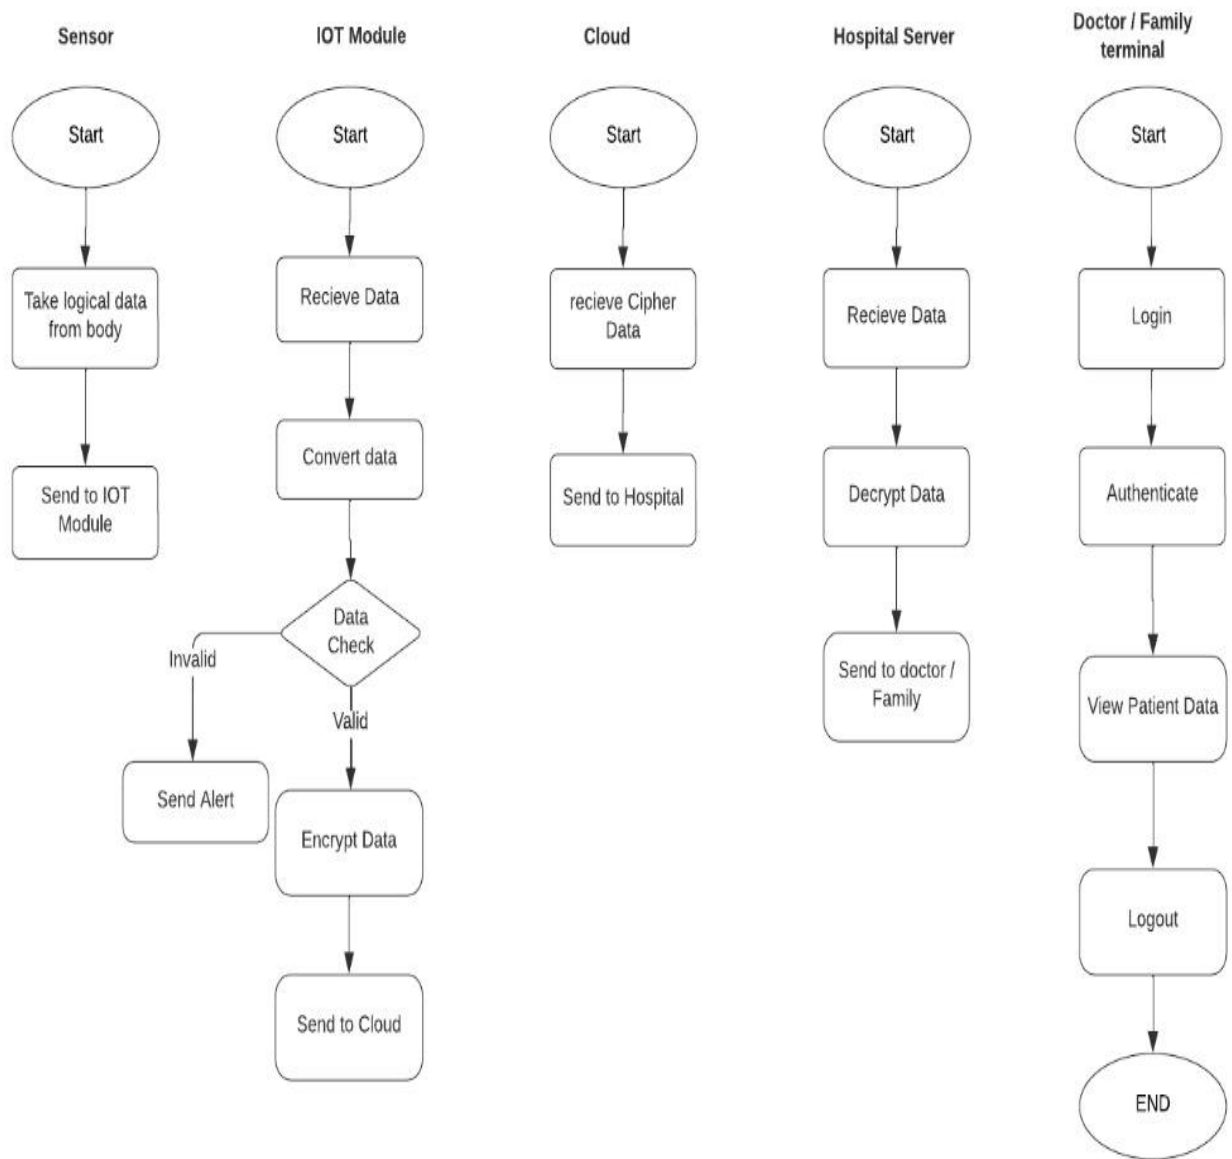 Sensor
Start
Take logical data
from body
Send to IOT
Module
IOT Module
Start
Recieve Data
Convert data
Data
Check
Invalid
Valid
Send Alert
Encrypt Data
Send to Cloud
Cloud
Start
recieve Cipher
Data
Send to Hospital
Hospital Server
Start
Recieve Data
Decrypt Data
Send to doctor /
Family
Doctor / Family
terminal
Start
Login
Authenticate
View Patient Data
Logout
END